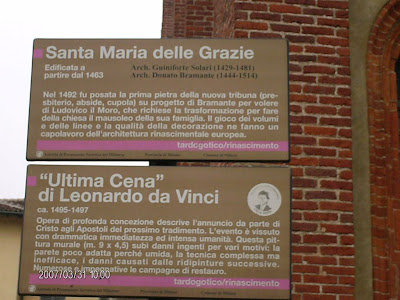 Santa Maria delle Grazie
Edificata a
partire dal 1463
Arch. Guiniforte Solari (1429-1481)
Arch. Donato Bramante (1444-1514)
Nel 1492 fu posata la prima pietra della nuova tribuna (pre-
sbiterio, abside, cupola) su progetto di Bramante per volere
di Ludovico il Moro, che richiese la trasformazione per fare
della chiesa il mausoleo della sua famiglia. Il gioco dei volumi
e delle linee e la qualità della decorazione ne fanno un
capolavoro dell'architettura rinascimentale europea.
tardogotico/rinascimento
"Ultima Cena"
di Leonardo da Vinci
ca. 1495-1497
Opera di profonda concezione descrive l'annuncio da parte di
Cristo agli Apostoli del prossimo tradimento. L'evento è vissuto
con drammatica immediatezza ed intensa umanità. Questa pit-
tura murale (m. 9 x 4,5) subì danni ingenti per vari motivi: la
parete poco adatta perché umida, la tecnica complessa ma
inefficace, i danni causati dalle ridipinture successive.
Numerose e impegnative le campagne di restauro.
tardogotico/rinascimento
2007/03/31 10:00